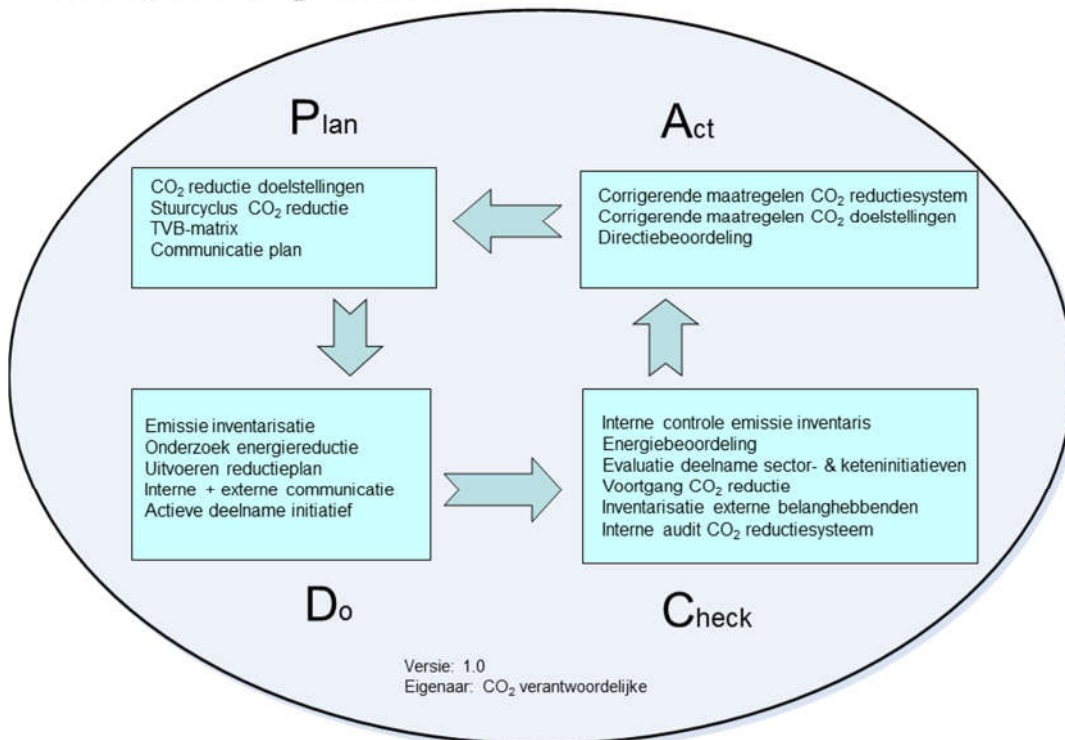 Plan
CO₂ reductie doelstellingen
Stuurcyclus CO₂ reductie
TVB-matrix
Communicatie plan
Act
Corrigerende maatregelen CO₂ reductiesystem
Corrigerende maatregelen CO₂ doelstellingen
Directiebeoordeling
Emissie inventarisatie
Onderzoek energiereductie
Uitvoeren reductieplan
Interne + externe communicatie
Actieve deelname initiatief
Do
Interne controle emissie inventaris
Energiebeoordeling
Evaluatie deelname sector- & keteninitiatieven
Voortgang CO₂ reductie
Inventarisatie externe belanghebbenden
Interne audit CO₂ reductiesysteem
Check
Versie: 1.0
Eigenaar: CO₂ verantwoordelijke